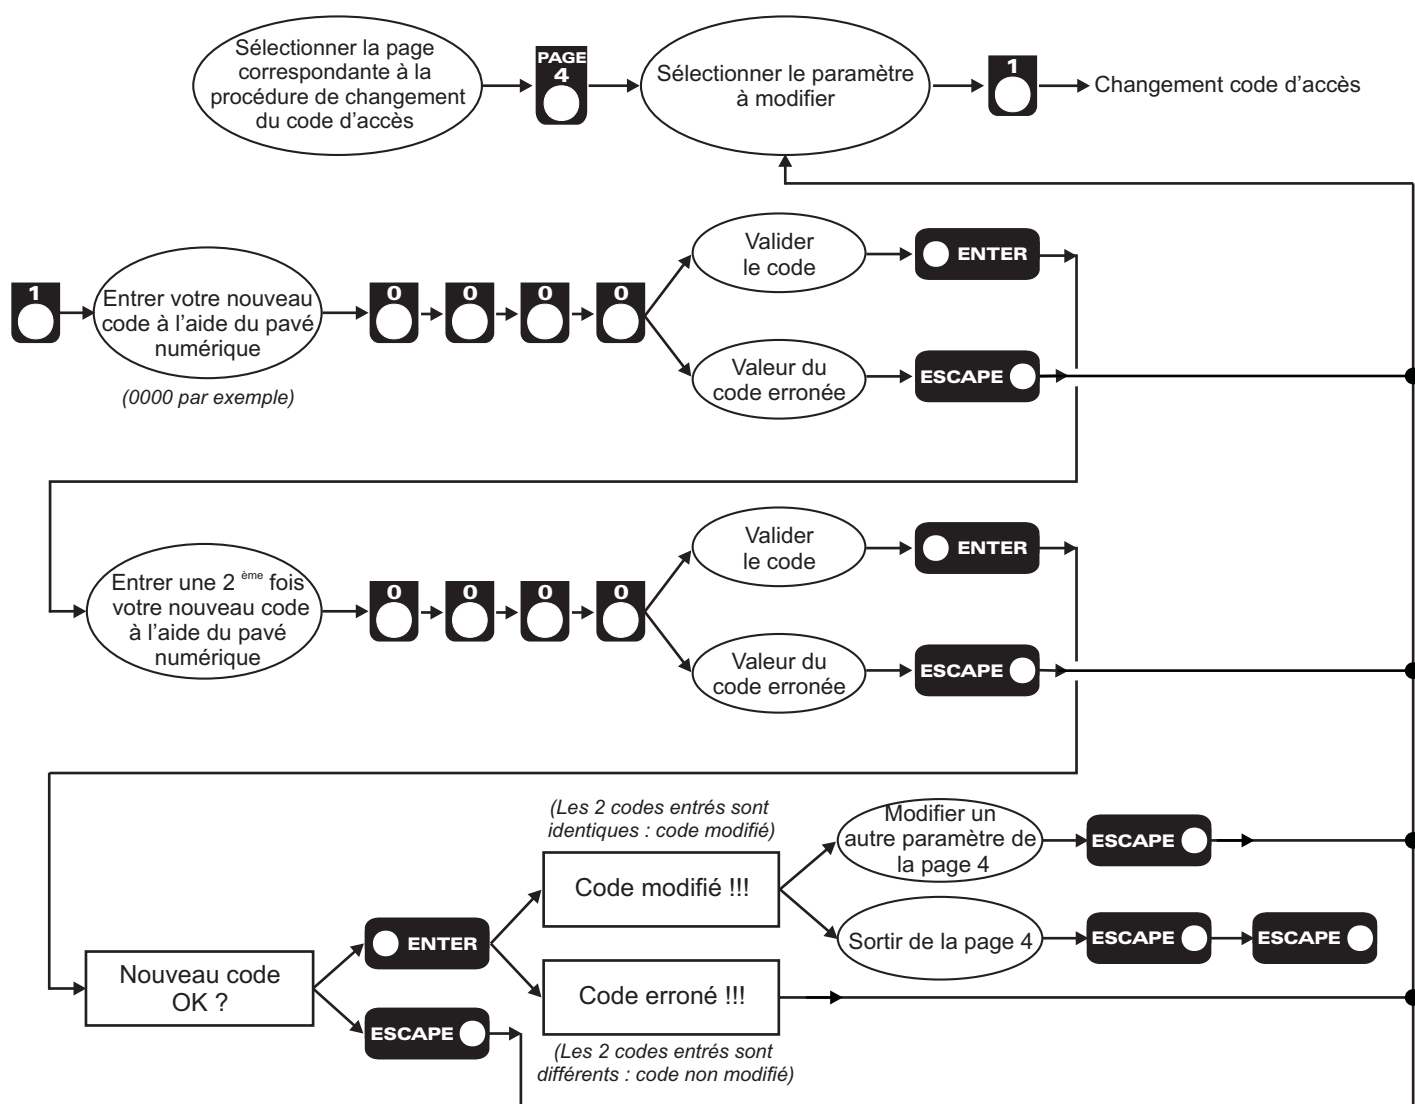 Sélectionner la page
correspondante à la
procédure de changement
du code d'accès
PAGE
4
Sélectionner le paramètre
à modifier
1
Changement code d'accès
1
Entrer votre nouveau
code à l'aide du pavé
numérique
(0000 par exemple)
0
0
0
0
Valider
le code
ENTER
Valeur du
code erronée
ESCAPE
Entrer une 2 ème fois
votre nouveau code
à l'aide du pavé
numérique
0
0
0
0
Valider
le code
ENTER
Valeur du
code erronée
ESCAPE
Nouveau code
OK ?
ENTER
ESCAPE
(Les 2 codes entrés sont
identiques : code modifié)
Code modifié !!!
Modifier un
autre paramètre de
la page 4
ESCAPE
Sortir de la page 4
ESCAPE
ESCAPE
Code erroné !!!
(Les 2 codes entrés sont
différents : code non modifié)